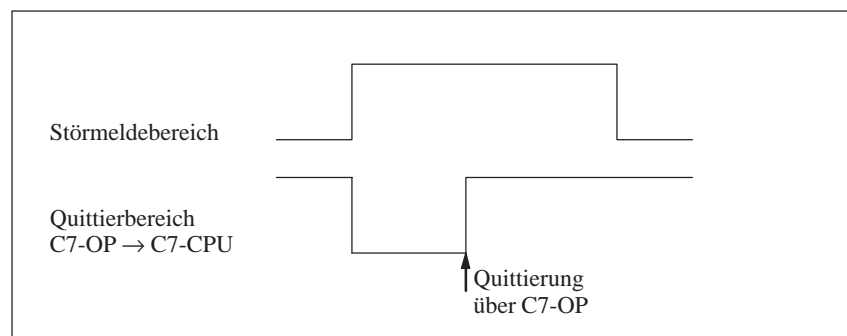 Störmeldebereich
Quittierbereich
C7-OP → C7-CPU
Quittierung
über C7-OP